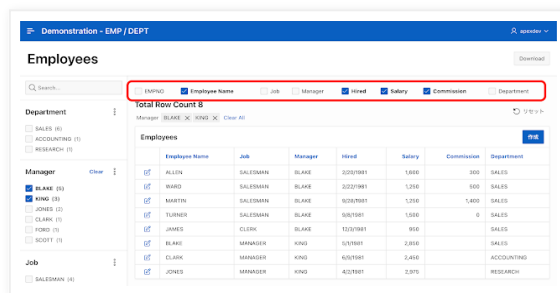 Demonstration - EMP / DEPT
apexdev
Employees
Download
Search...
EMPNO Employee Name Job Manager Hired Salary Commission Department
Total Row Count 8
リセット
Manager BLAKE KING Clear All
Department
SALES (6)
ACCOUNTING (1)
RESEARCH (1)
Manager Clear
BLAKE (5)
KING (3)
JONES (2)
CLARK (1)
FORD (1)
SCOTT (1)
Job
SALESMAN (4)
Employees
作成
Employee Name Job Manager Hired Salary Commission Department
ALLEN SALESMAN BLAKE 2/20/1981 1,600 300 SALES
WARD SALESMAN BLAKE 2/22/1981 1,250 500 SALES
MARTIN SALESMAN BLAKE 9/28/1981 1,250 1,400 SALES
TURNER SALESMAN BLAKE 9/8/1981 1,500 0 SALES
JAMES CLERK BLAKE 12/3/1981 950 SALES
BLAKE MANAGER KING 5/1/1981 2,850 SALES
CLARK MANAGER KING 6/9/1981 2,450 ACCOUNTING
JONES MANAGER KING 4/2/1981 2,975 RESEARCH